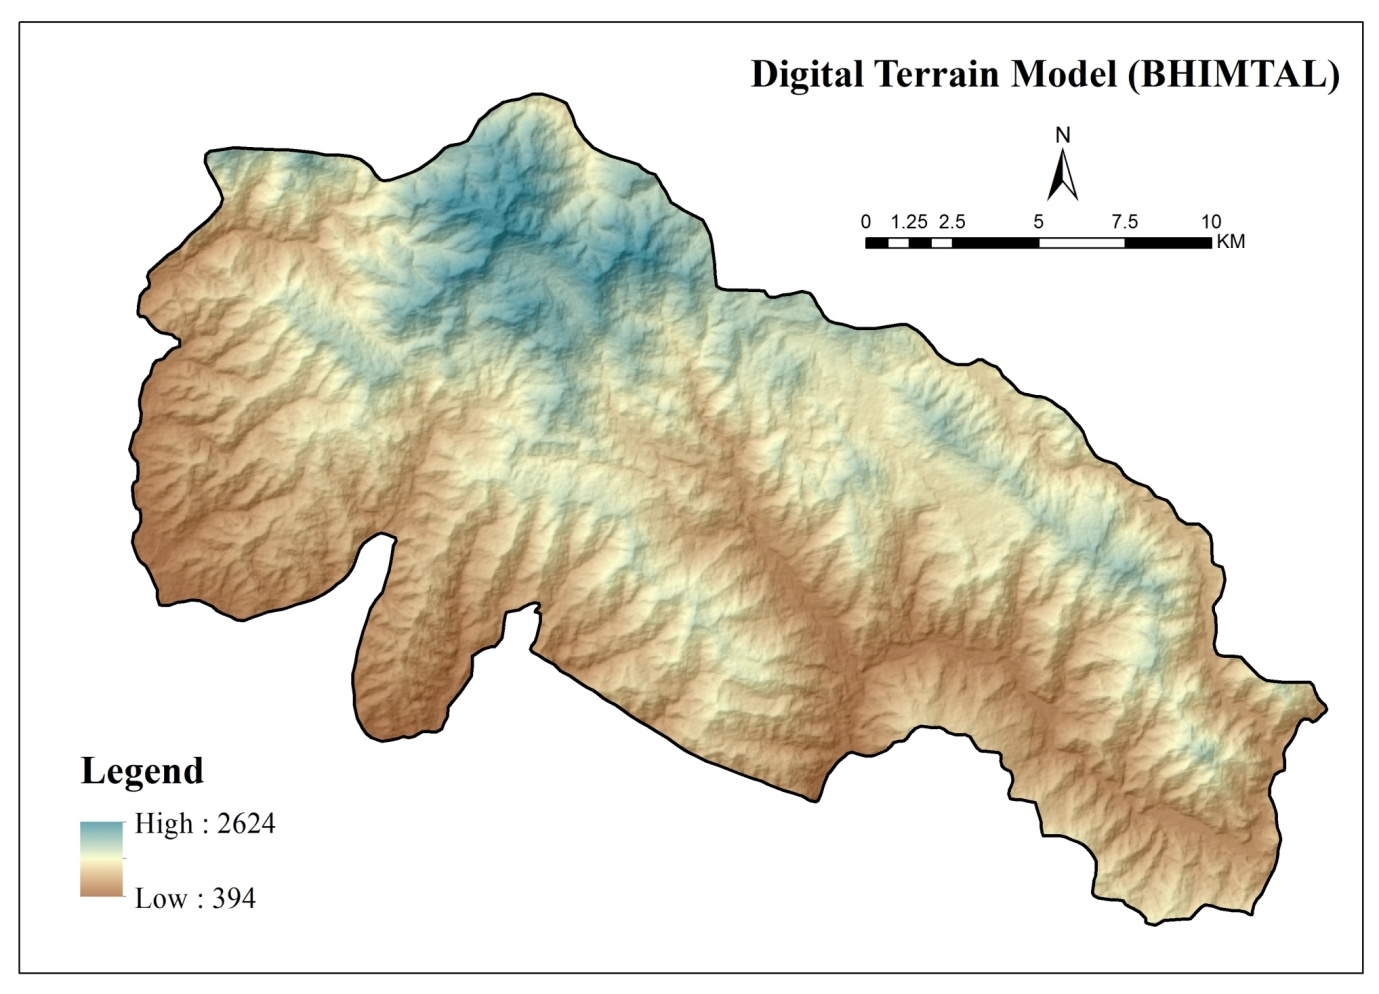 Digital Terrain Model (BHIMTAL)
N
0 1.25 2.5 5 7.5 10
KM
Legend
High : 2624
Low : 394